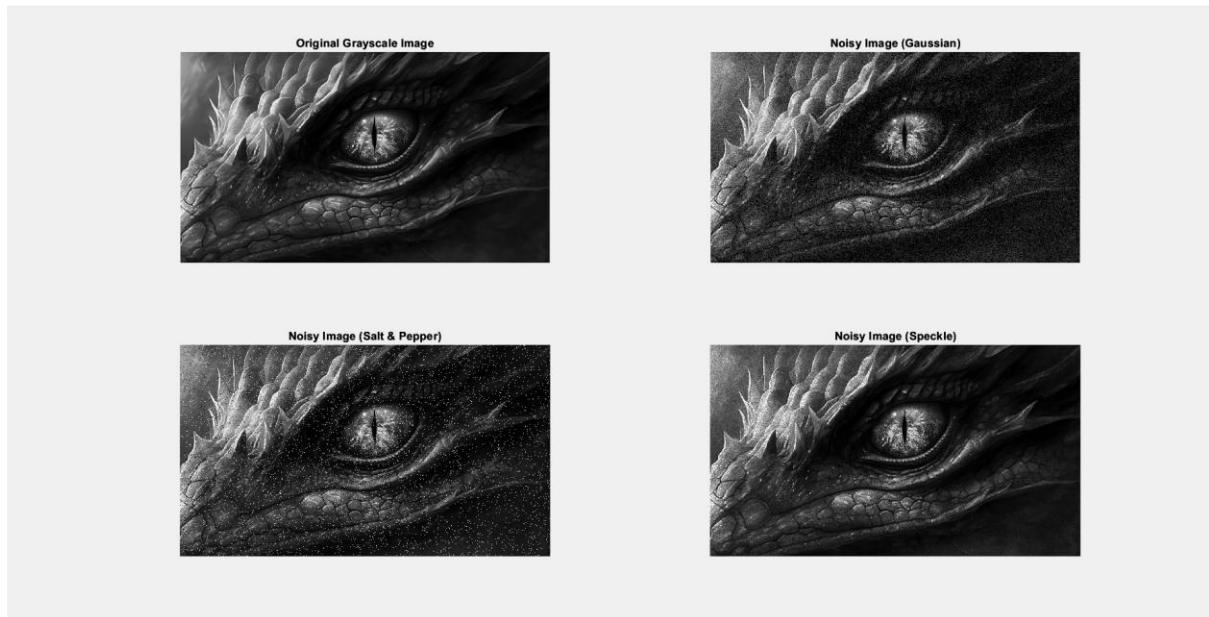 Original Grayscale Image
Noisy Image (Gaussian)
Noisy Image (Salt & Pepper)
Noisy Image (Speckle)